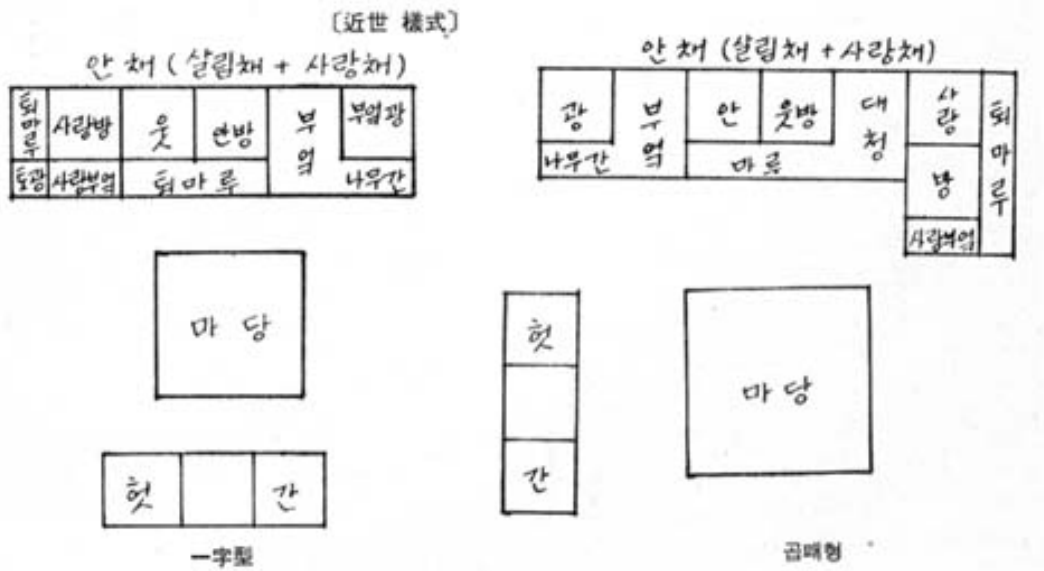 〔近世 樣式〕
안채 (살림채 + 사랑채)
퇴마루
사랑방
웃
안방
부엌
부엌광
토광
사랑부엌
퇴마루
나무간
마당
헛간
一字型
안채 (살림채 + 사랑채)
광
부엌
안
웃방
대청
사랑방
퇴마루
나무간
마루
사랑부엌
헛간
마당
곱패형